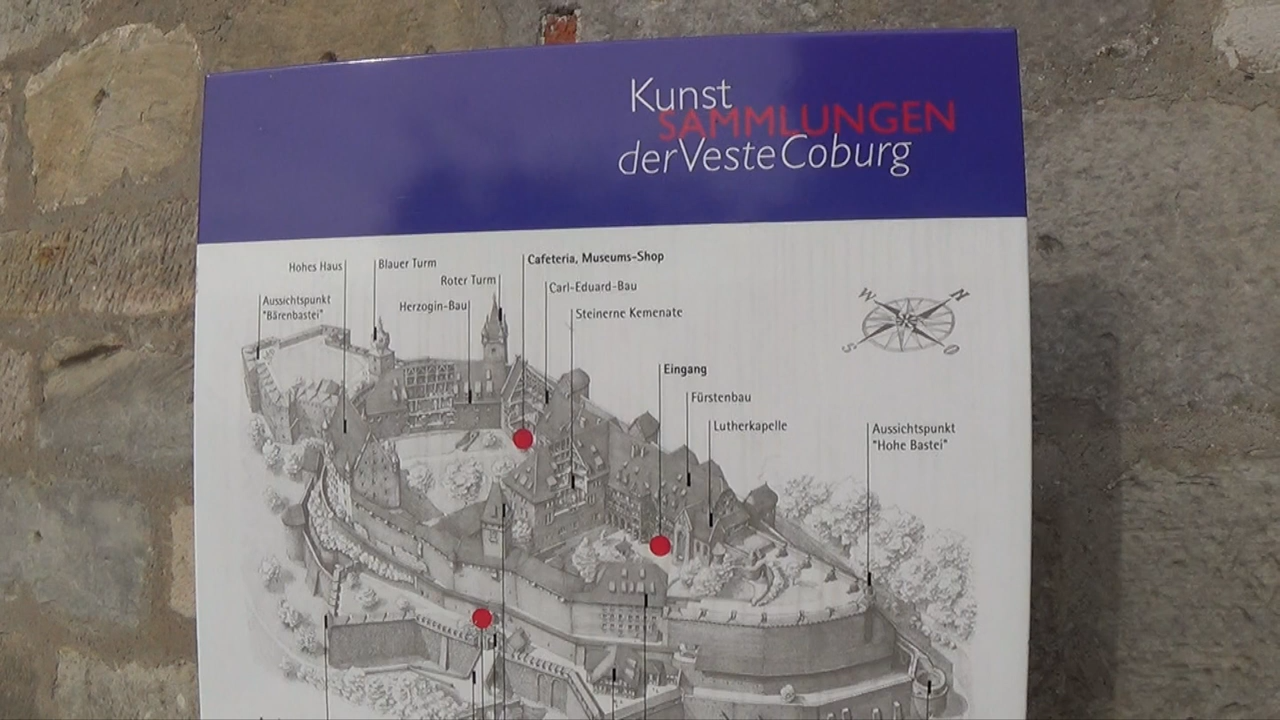 Kunst
SAMMLUNGEN
der Veste Coburg
Hohes Haus
Blauer Turm
Roter Turm
Cafeteria, Museums-Shop
Aussichtspunkt
"Bärenbastei"
Herzogin-Bau
Carl-Eduard-Bau
Steinerne Kemenate
W
N
S
O
Eingang
Fürstenbau
Lutherkapelle
Aussichtspunkt
"Hohe Bastei"